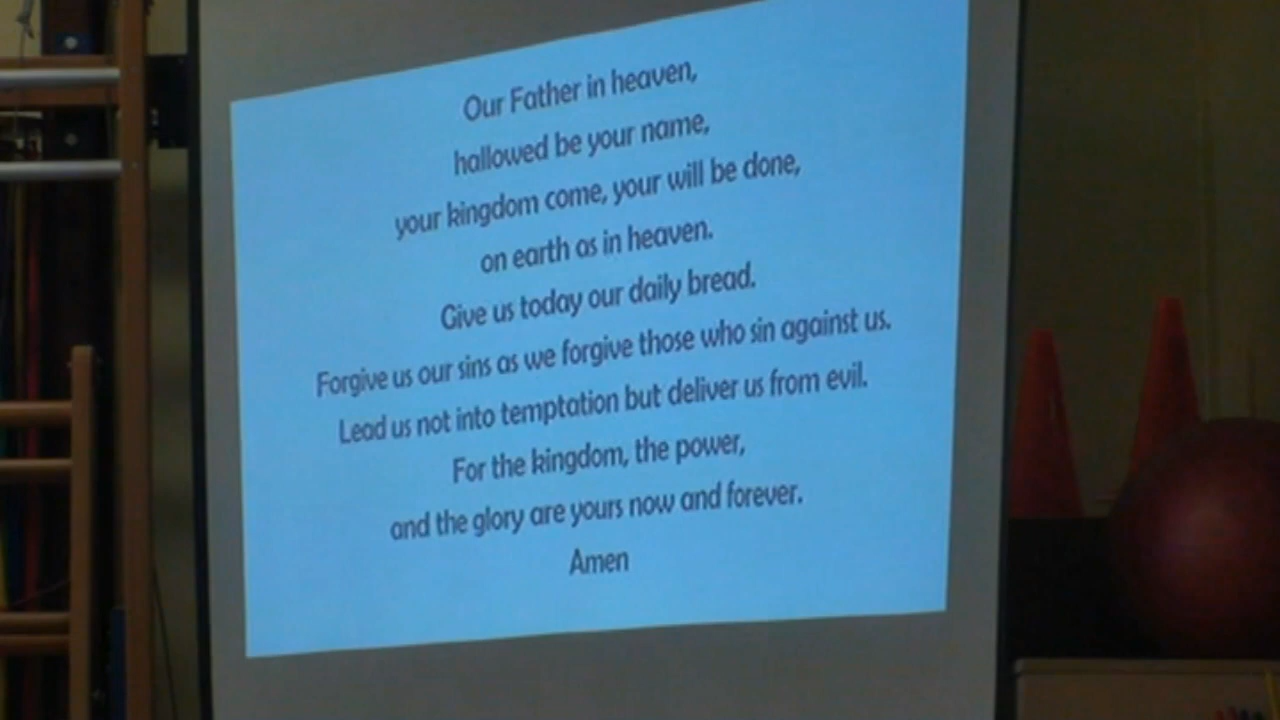 Our Father in heaven,
hallowed be your name,
your kingdom come, your will be done,
on earth as in heaven.
Give us today our daily bread.
Forgive us our sins as we forgive those who sin against us.
Lead us not into temptation but deliver us from evil.
For the kingdom, the power,
and the glory are yours now and forever.
Amen